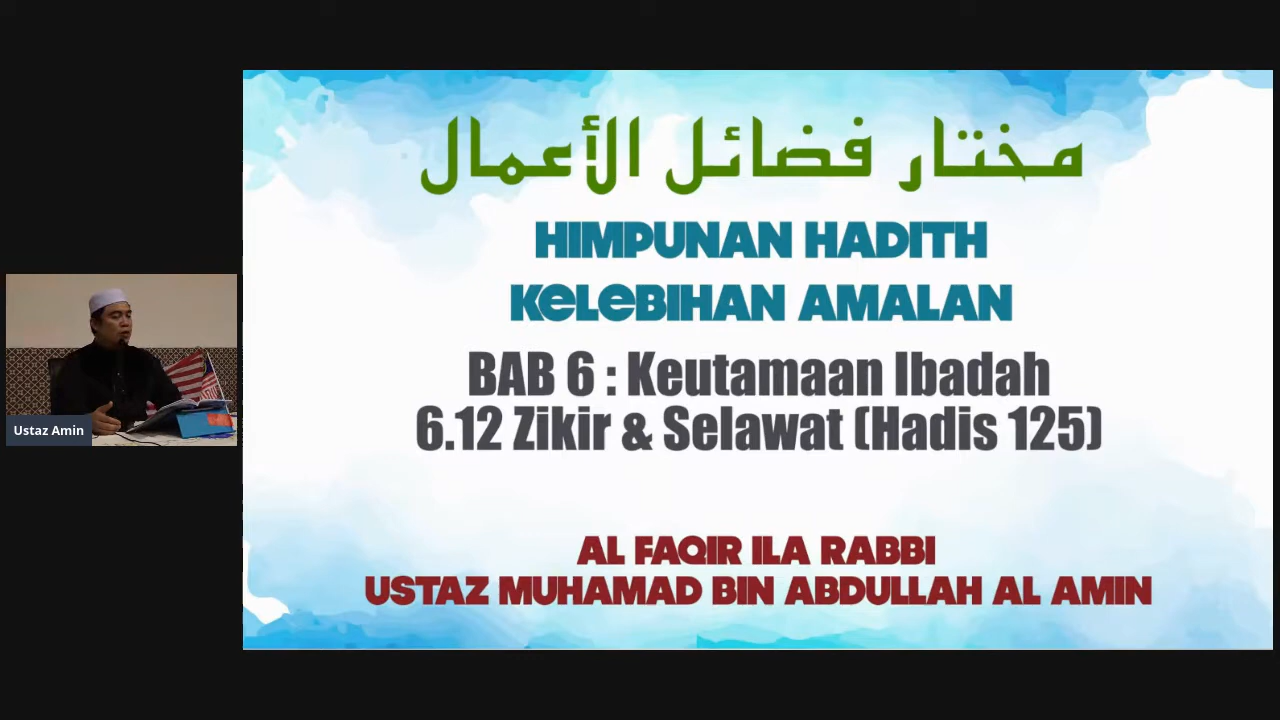 مختار فضائل الأعمال
HIMPUNAN HADITH
KeLeBIHAN AMALAN
BAB 6 : Keutamaan Ibadah
6.12 Zikir & Selawat (Hadis 125)
AL FAQIR ILA RABBI
USTAZ MUHAMAD BIN ABDULLAH AL AMIN
Ustaz Amin